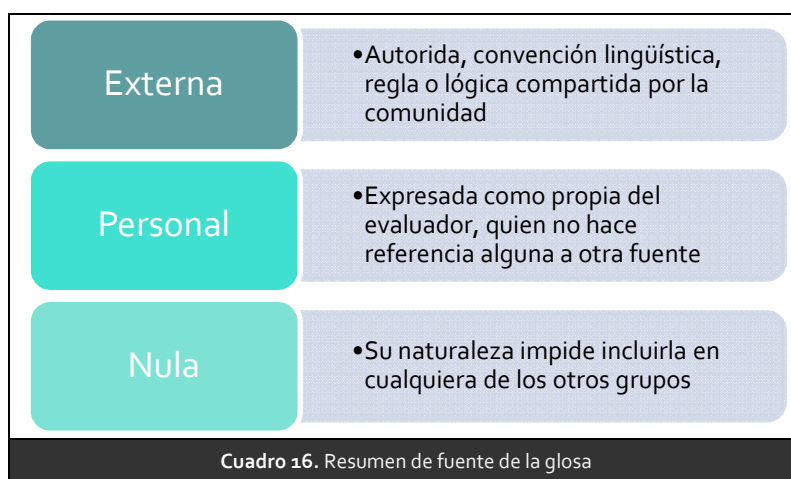 Externa
•Autorida, convención lingüística,
regla o lógica compartida por la
comunidad
Personal
•Expresada como propia del
evaluador, quien no hace
referencia alguna a otra fuente
Nula
•Su naturaleza impide incluirla en
cualquiera de los otros grupos
Cuadro 16. Resumen de fuente de la glosa